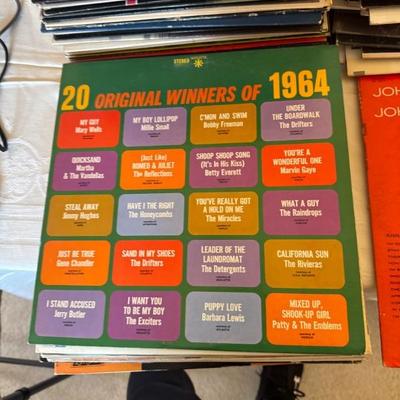 STEREO
20 ORIGINAL WINNERS OF 1964
MY GUY
Mary Wells
MY BOY LOLLIPOP
Millie Small
C'MON AND SWIM
Bobby Freeman
UNDER
THE BOARDWALK
The Drifters
QUICKSAND
Martha
& The Vandellas
(Just Like)
ROMEO & JULIET
The Reflections
SHOOP SHOOP SONG
(It's In His Kiss)
Betty Everett
YOU'RE A
WONDERFUL ONE
Marvin Gaye
STEAL AWAY
Jimmy Hughes
HAVE I THE RIGHT
The Honeycombs
YOU'VE REALLY GOT
A HOLD ON ME
The Miracles
WHAT A GUY
The Raindrops
JUST BE TRUE
Gene Chandler
SAND IN MY SHOES
The Drifters
LEADER OF THE
LAUNDROMAT
The Detergents
CALIFORNIA SUN
The Rivieras
I STAND ACCUSED
Jerry Butler
I WANT YOU
TO BE MY BOY
The Exciters
PUPPY LOVE
Barbara Lewis
MIXED UP,
SHOOK-UP GIRL
Patty & The Emblems
JOH
JOH